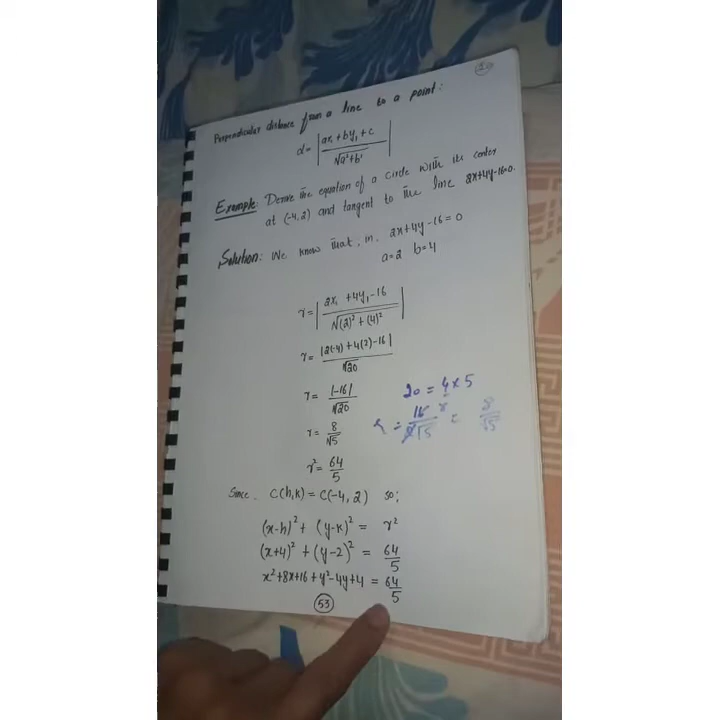 50
Perpendicular distance from a line to a point:
d = | ax₁ + by₁ + c / √a²+b² |
Example: Derive the equation of a circle with its center
at (-4,2) and tangent to the line 2x+4y-16=0.
Solution: We know that, in, 2x+4y-16=0
a=2 b=4
r = | 2x₁ +4y₁-16 / √(2)²+(4)² |
r = |2(-4)+4(2)-16| / √20
r = |-16| / √20 20 = 4×5
r = 8/√5 r = 16/2√5 = 8/√5
r² = 64/5
Since, C(h,k) = C(-4,2) so;
(x-h)² + (y-k)² = r²
(x+4)² + (y-2)² = 64/5
x²+8x+16+y²-4y+4 = 64/5
53